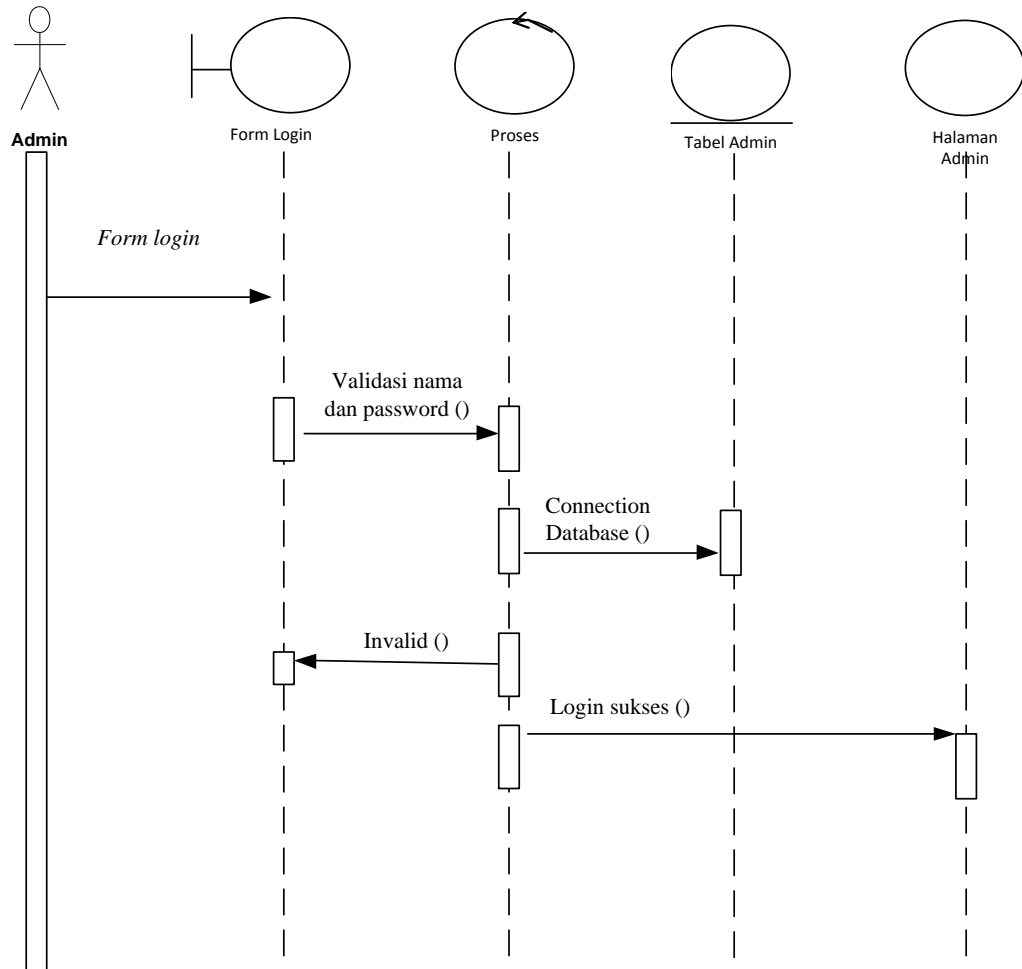 Admin
Form Login
Proses
Tabel Admin
Halaman
Admin
Form login
Validasi nama
dan password ()
Connection
Database ()
Invalid ()
Login sukses ()